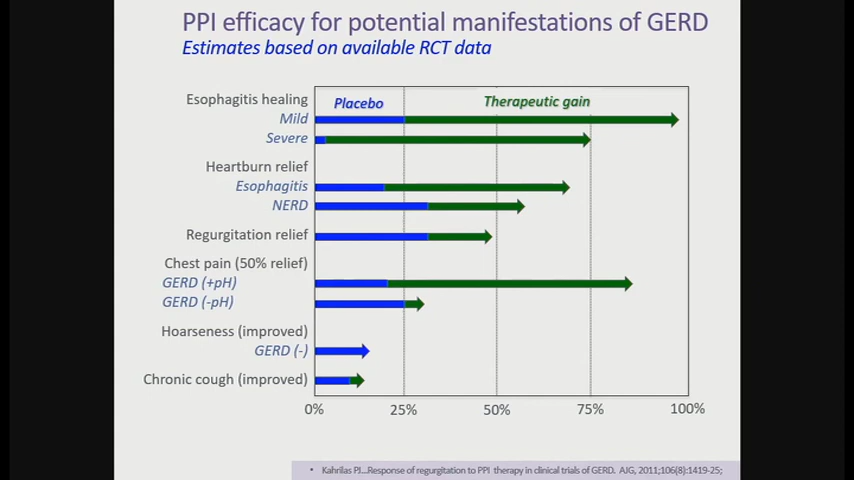 PPI efficacy for potential manifestations of GERD
Estimates based on available RCT data
Esophagitis healing
Placebo
Therapeutic gain
Mild
Severe
Heartburn relief
Esophagitis
NERD
Regurgitation relief
Chest pain (50% relief)
GERD (+pH)
GERD (-pH)
Hoarseness (improved)
GERD (-)
Chronic cough (improved)
0% 25% 50% 75% 100%
• Kahrilas PJ...Response of regurgitation to PPI therapy in clinical trials of GERD. AJG, 2011;106(8):1419-25;